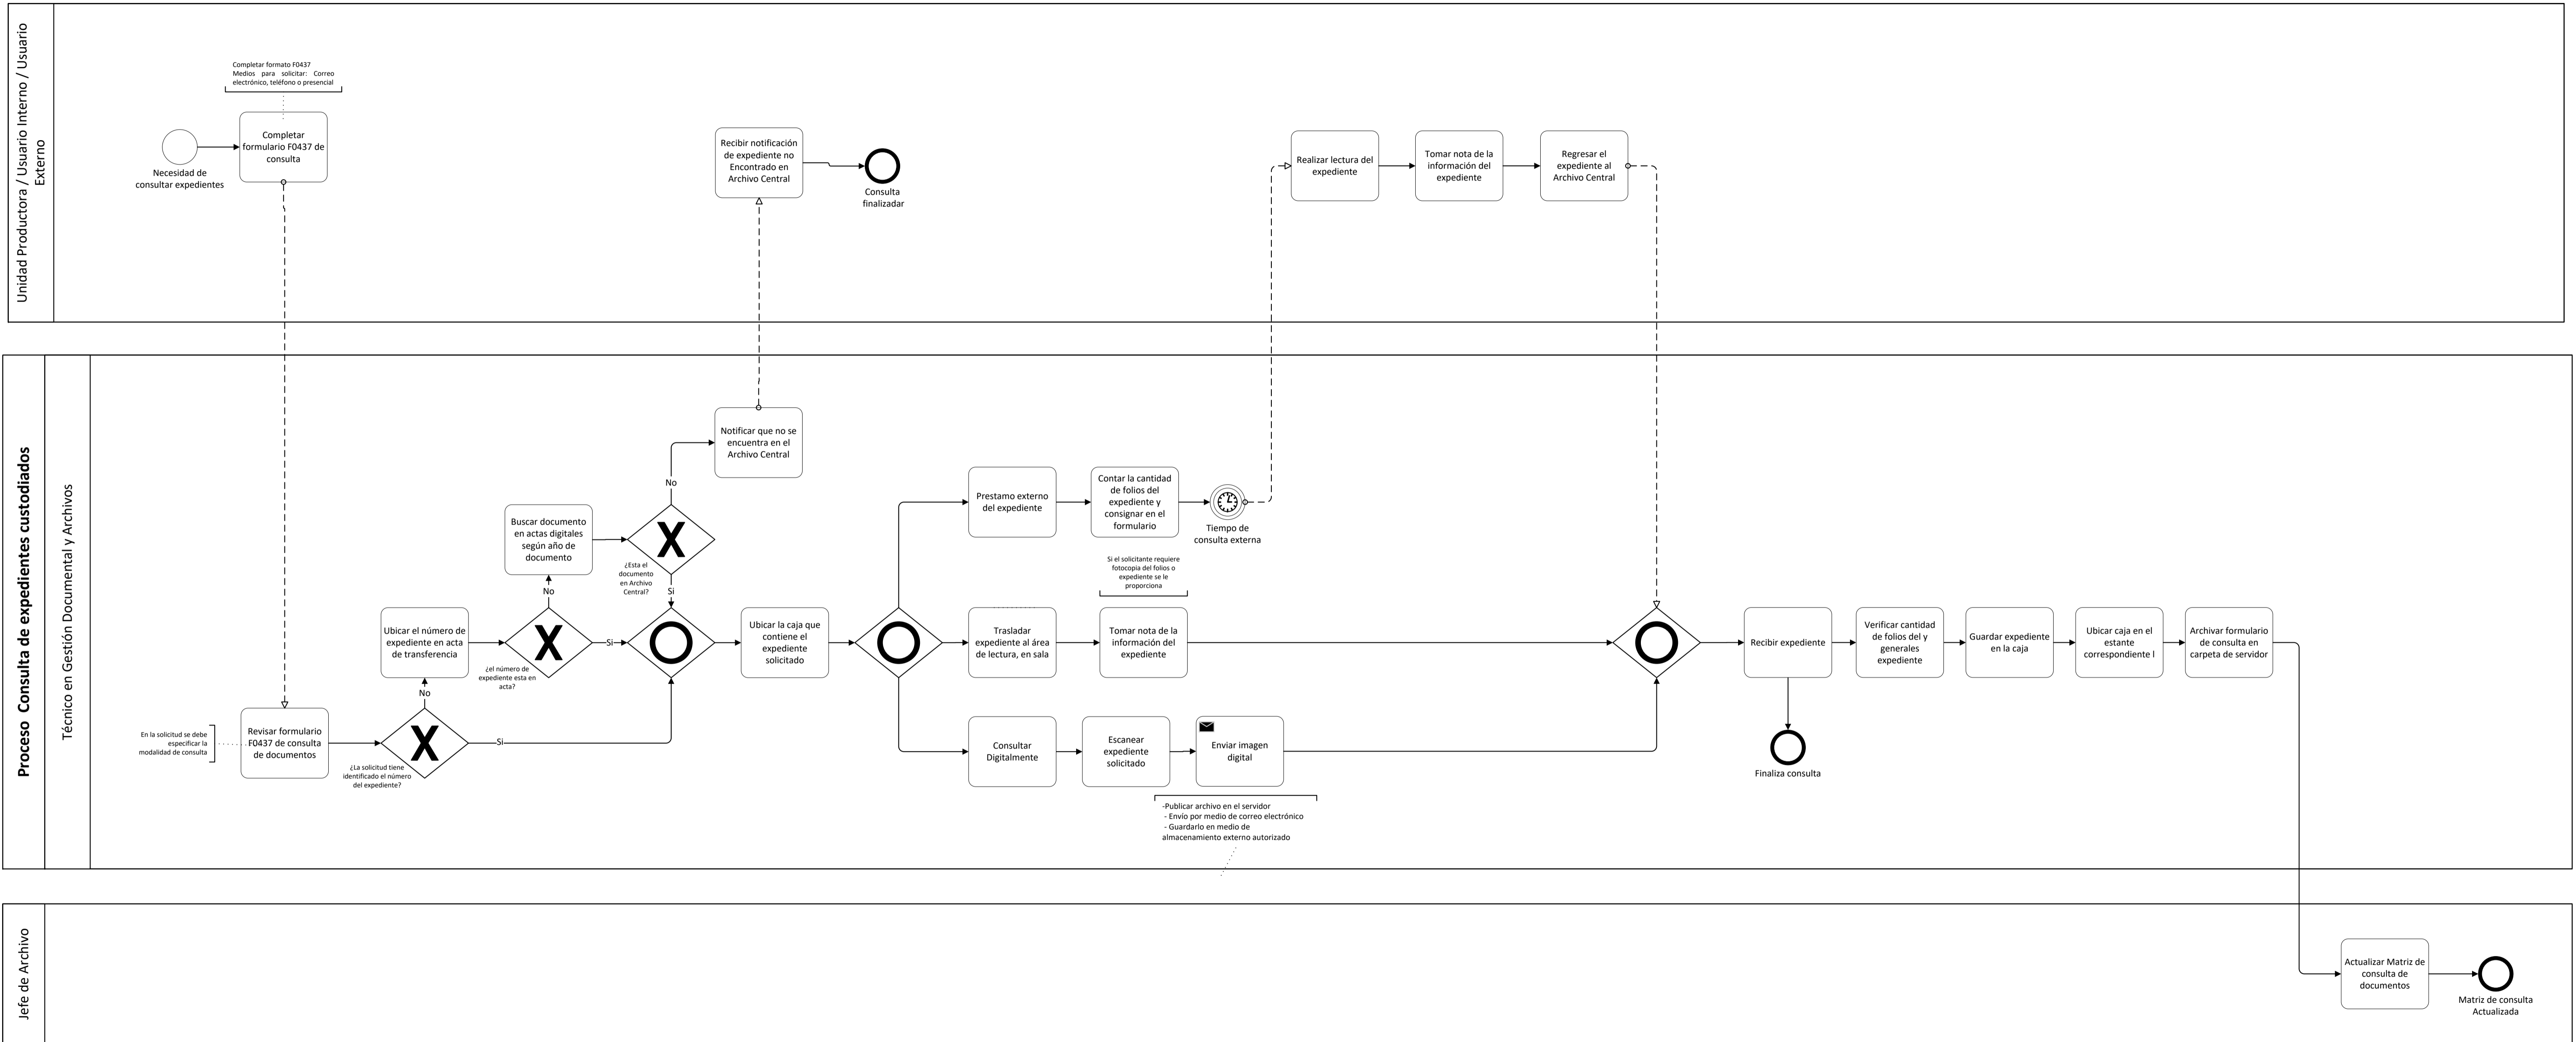 Unidad Productora / Usuario Interno / Usuario
Externo
Completar formato F0437
Medios para solicitar: Correo
electrónico, teléfono o presencial
Necesidad de
consultar expedientes
Completar
formulario F0437 de
consulta
Recibir notificación
de expediente no
Encontrado en
Archivo Central
Consulta
finalizadar
Realizar lectura del
expediente
Tomar nota de la
información del
expediente
Regresar el
expediente al
Archivo Central
Proceso Consulta de expedientes custodiados
Técnico en Gestión Documental y Archivos
En la solicitud se debe
especificar la
modalidad de consulta
Revisar formulario
F0437 de consulta
de documentos
¿La solicitud tiene
identificado el número
del expediente?
No
Si
Ubicar el número de
expediente en acta
de transferencia
¿el número de
expediente esta en
acta?
No
Si
Buscar documento
en actas digitales
según año de
documento
¿Esta el
documento
en Archivo
Central?
No
Si
Notificar que no se
encuentra en el
Archivo Central
Ubicar la caja que
contiene el
expediente
solicitado
Prestamo externo
del expediente
Contar la cantidad
de folios del
expediente y
consignar en el
formulario
Tiempo de
consulta externa
Si el solicitante requiere
fotocopia del folios o
expediente se le
proporciona
Trasladar
expediente al área
de lectura, en sala
Tomar nota de la
información del
expediente
Consultar
Digitalmente
Escanear
expediente
solicitado
Enviar imagen
digital
-Publicar archivo en el servidor
- Envío por medio de correo electrónico
- Guardarlo en medio de
almacenamiento externo autorizado
Recibir expediente
Finaliza consulta
Verificar cantidad
de folios del y
generales
expediente
Guardar expediente
en la caja
Ubicar caja en el
estante
correspondiente l
Archivar formulario
de consulta en
carpeta de servidor
Jefe de Archivo
Actualizar Matriz de
consulta de
documentos
Matriz de consulta
Actualizada